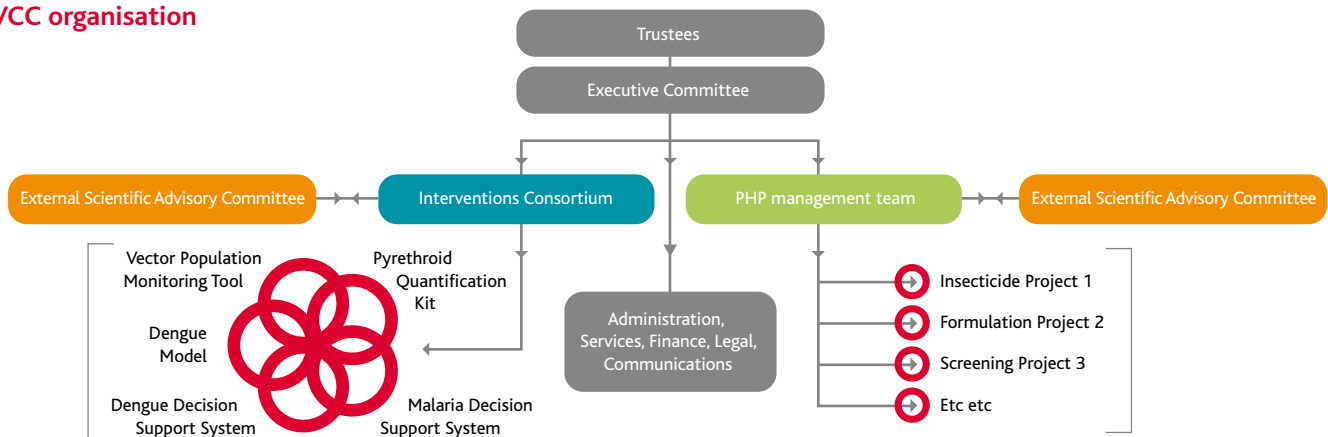 VCC organisation
Trustees
Executive Committee
External Scientific Advisory Committee
Interventions Consortium
PHP management team
External Scientific Advisory Committee
Vector Population
Monitoring Tool
Pyrethroid
Quantification
Kit
Dengue
Model
Dengue Decision
Support System
Malaria Decision
Support System
Administration,
Services, Finance, Legal,
Communications
Insecticide Project 1
Formulation Project 2
Screening Project 3
Etc etc